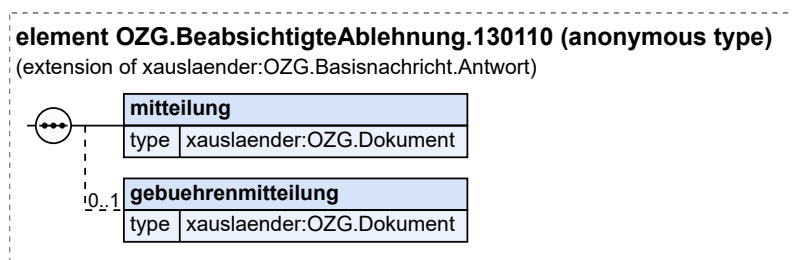 element OZG.BeabsichtigteAblehnung.130110 (anonymous type)
(extension of xauslaender:OZG.Basisnachricht.Antwort)
mitteilung
type xauslaender:OZG.Dokument
0..1 gebuehrenmitteilung
type xauslaender:OZG.Dokument